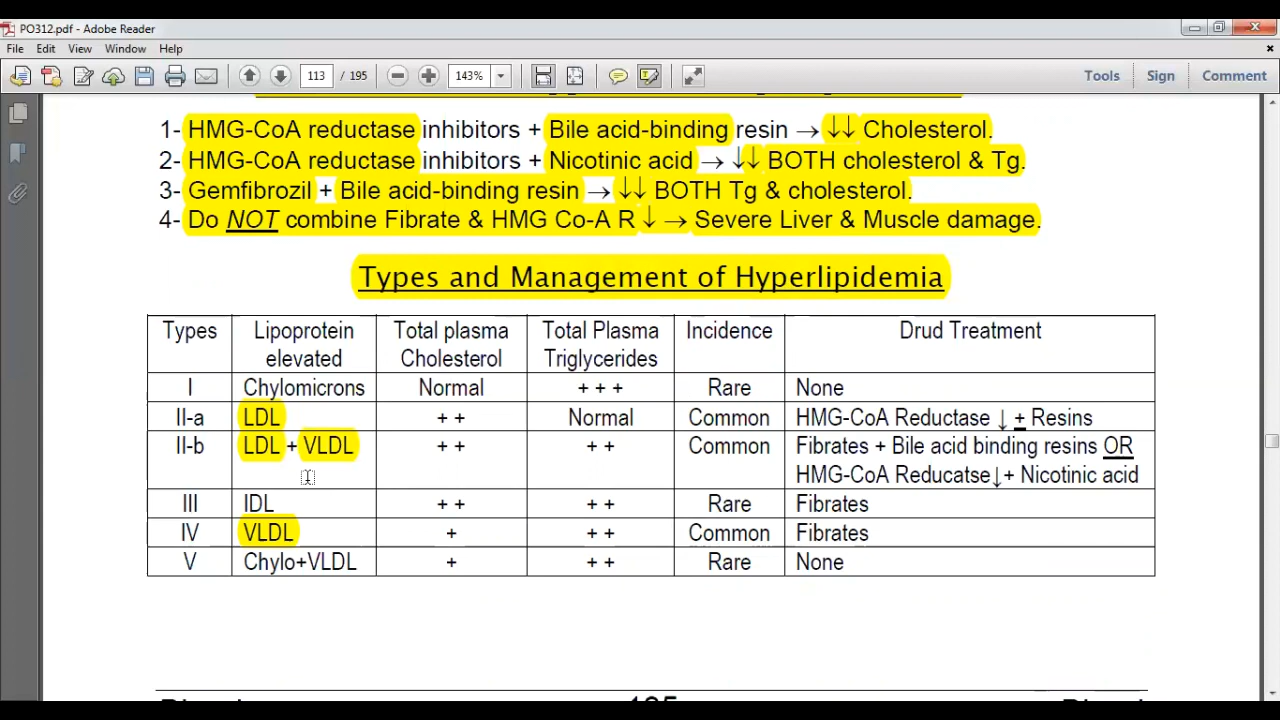 PO312.pdf - Adobe Reader
File Edit View Window Help
113 / 195 143% Tools Sign Comment
1- HMG-CoA reductase inhibitors + Bile acid-binding resin → ↓↓ Cholesterol.
2- HMG-CoA reductase inhibitors + Nicotinic acid → ↓↓ BOTH cholesterol & Tg.
3- Gemfibrozil + Bile acid-binding resin → ↓↓ BOTH Tg & cholesterol.
4- Do NOT combine Fibrate & HMG Co-A R ↓ → Severe Liver & Muscle damage.
Types and Management of Hyperlipidemia
Types Lipoprotein elevated Total plasma Cholesterol Total Plasma Triglycerides Incidence Drud Treatment
I Chylomicrons Normal + + + Rare None
II-a LDL + + Normal Common HMG-CoA Reductase ↓ + Resins
II-b LDL + VLDL + + + + Common Fibrates + Bile acid binding resins OR
HMG-CoA Reducatse↓+ Nicotinic acid
III IDL + + + + Rare Fibrates
IV VLDL + + + Common Fibrates
V Chylo+VLDL + + + Rare None